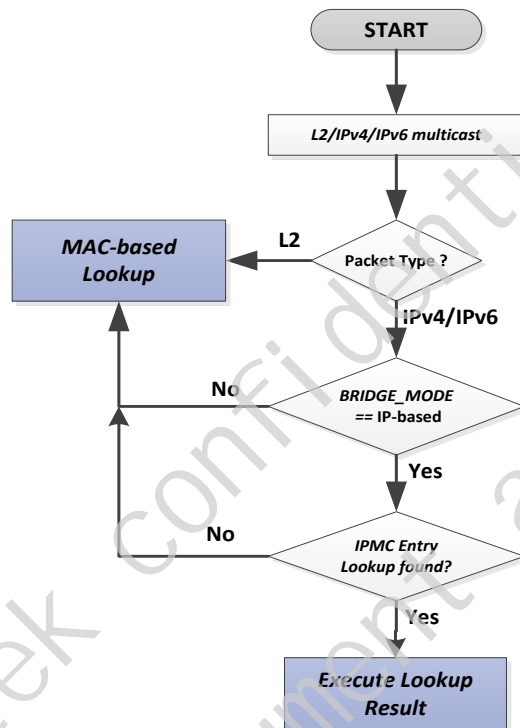 START
L2/IPv4/IPv6 multicast
L2
MAC-based
Lookup
Packet Type ?
IPv4/IPv6
No
BRIDGE_MODE
== IP-based
Yes
No
IPMC Entry
Lookup found?
Yes
Execute Lookup
Result